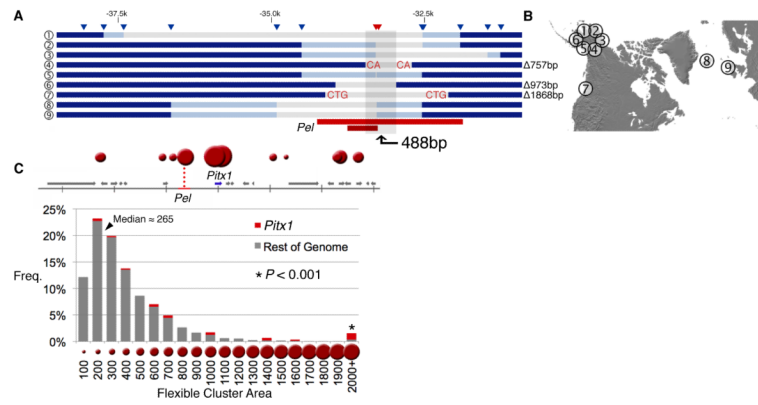 -37.5k -35.0k -32.5k
A
B
1
2
3
4 CA CA Δ757bp
5
6 Δ973bp
7 CTG CTG Δ1868bp
8
9
Pel
488bp
1 2
6 3
5 4
7
8
9
C
Pitx1
Pel
25%
20%
15%
10%
5%
0%
Freq.
Median ≈ 265
Pitx1
Rest of Genome
* P < 0.001
*
100 200 300 400 500 600 700 800 900 1000 1100 1200 1300 1400 1500 1600 1700 1800 1900 2000+
Flexible Cluster Area